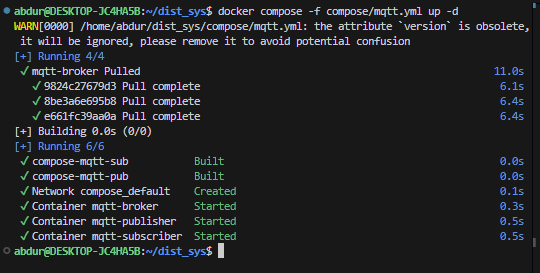 abdur@DESKTOP-JC4HA5B:~/dist_sys$ docker compose -f compose/mqtt.yml up -d
WARN[0000] /home/abdur/dist_sys/compose/mqtt.yml: the attribute `version` is obsolete,
it will be ignored, please remove it to avoid potential confusion
[+] Running 4/4
✓ mqtt-broker Pulled 11.0s
✓ 9824c27679d3 Pull complete 6.1s
✓ 8be3a6e695b8 Pull complete 6.4s
✓ e661fc39aa0a Pull complete 6.4s
[+] Building 0.0s (0/0)
[+] Running 6/6
✓ compose-mqtt-sub Built 0.0s
✓ compose-mqtt-pub Built 0.0s
✓ Network compose_default Created 0.1s
✓ Container mqtt-broker Started 0.3s
✓ Container mqtt-publisher Started 0.5s
✓ Container mqtt-subscriber Started 0.5s
abdur@DESKTOP-JC4HA5B:~/dist_sys$